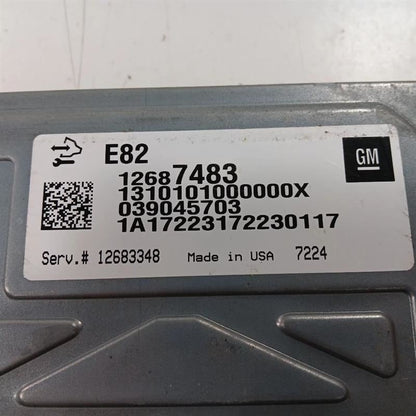 E82
12687483
1310101000000X
039045703
1A17223172230117
Serv.# 12683348 Made in USA 7224
GM